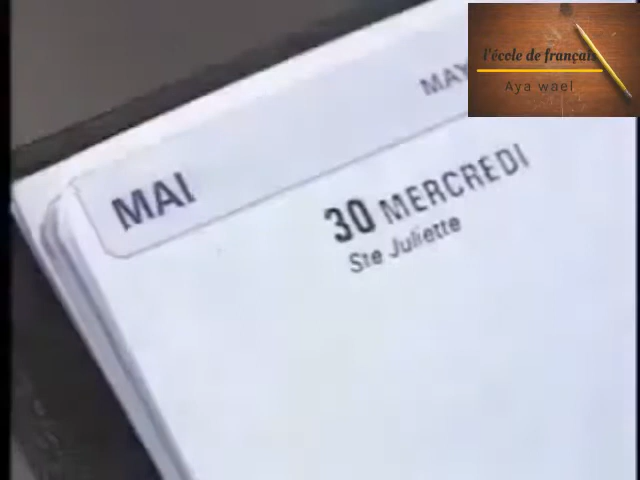 l'école de français
Aya wael
MAY
MAI
30 MERCREDI
Ste Juliette